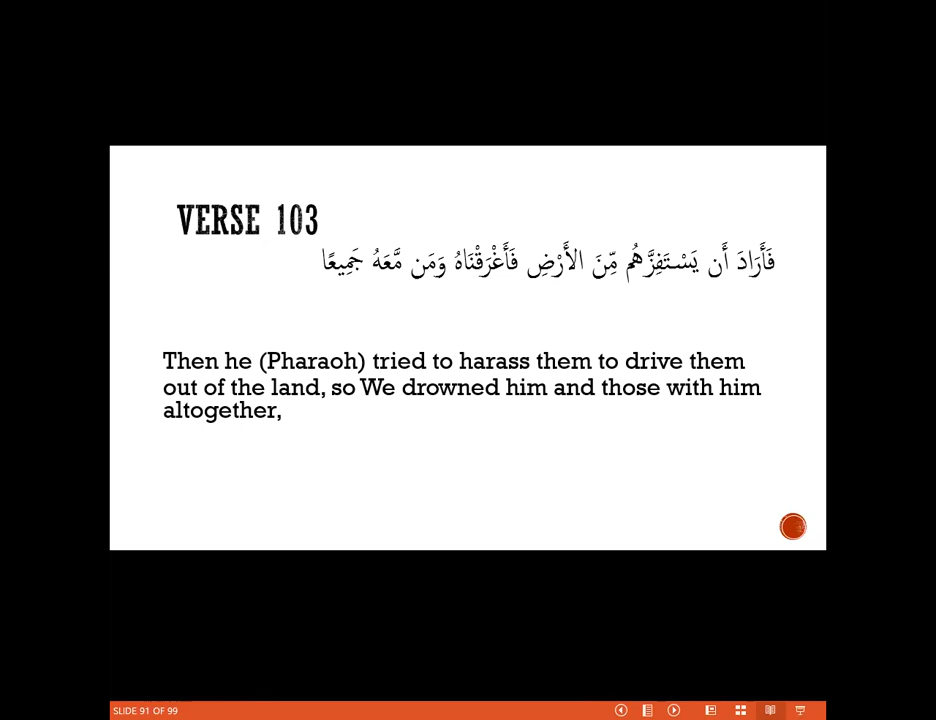 VERSE 103
فَأَرَادَ أَن يَسْتَفِزَّهُم مِّنَ الأَرْضِ فَأَغْرَقْنَاهُ وَمَن مَّعَهُ جَمِيعًا
Then he (Pharaoh) tried to harass them to drive them
out of the land, so We drowned him and those with him
altogether,
SLIDE 91 OF 99